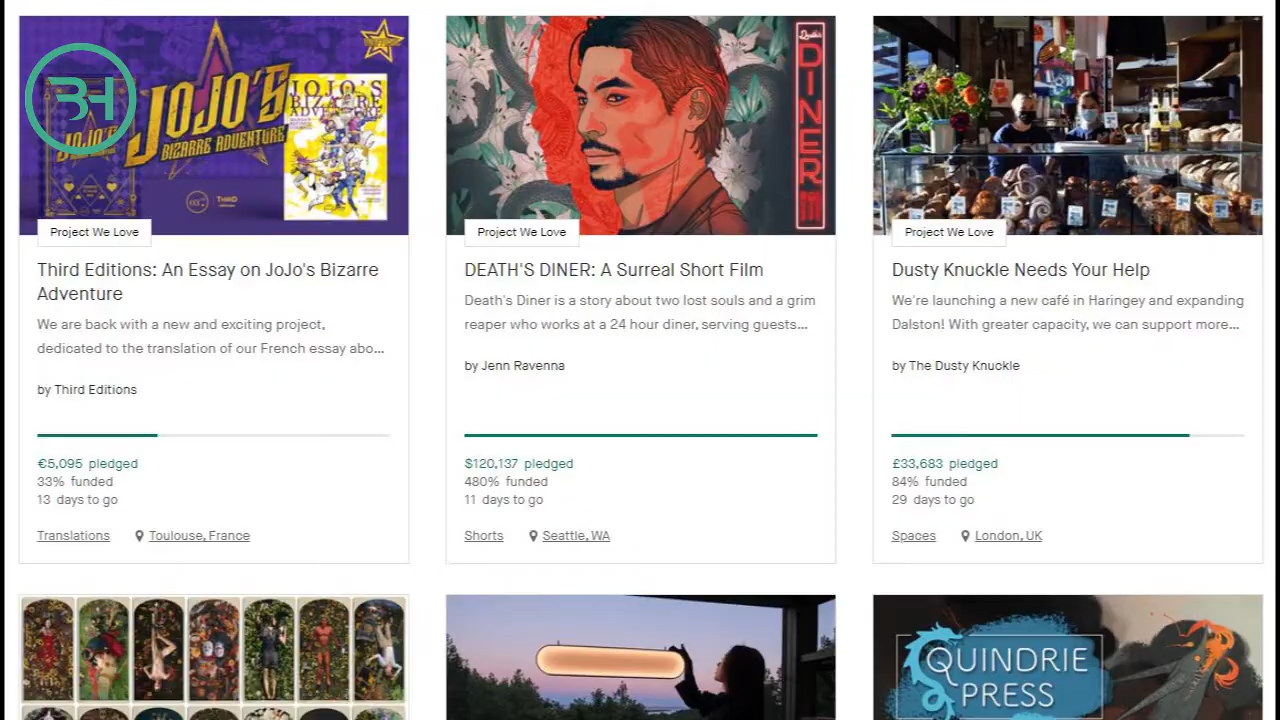 BH
JOJO'S
BIZARRE ADVENTURE
JOJO'S
BIZARRE
ADVENTURE
THIRD
Project We Love
Third Editions: An Essay on JoJo's Bizarre
Adventure
We are back with a new and exciting project,
dedicated to the translation of our French essay abo...
by Third Editions
€5,095 pledged
33% funded
13 days to go
Translations
Toulouse, France
Death's
DINER
Project We Love
DEATH'S DINER: A Surreal Short Film
Death's Diner is a story about two lost souls and a grim
reaper who works at a 24 hour diner, serving guests...
by Jenn Ravenna
$120,137 pledged
480% funded
11 days to go
Shorts
Seattle, WA
Project We Love
Dusty Knuckle Needs Your Help
We're launching a new café in Haringey and expanding
Dalston! With greater capacity, we can support more...
by The Dusty Knuckle
£33,683 pledged
84% funded
29 days to go
Spaces
London, UK
QUINDRIE
PRESS